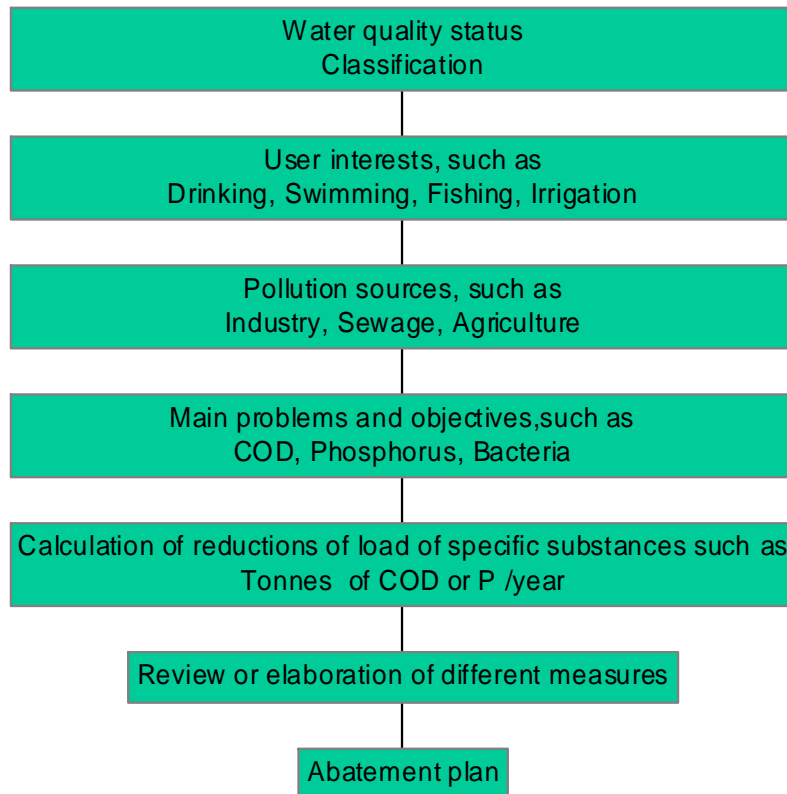 Water quality status
Classification
User interests, such as
Drinking, Swimming, Fishing, Irrigation
Pollution sources, such as
Industry, Sewage, Agriculture
Main problems and objectives,such as
COD, Phosphorus, Bacteria
Calculation of reductions of load of specific substances such as
Tonnes of COD or P /year
Review or elaboration of different measures
Abatement plan